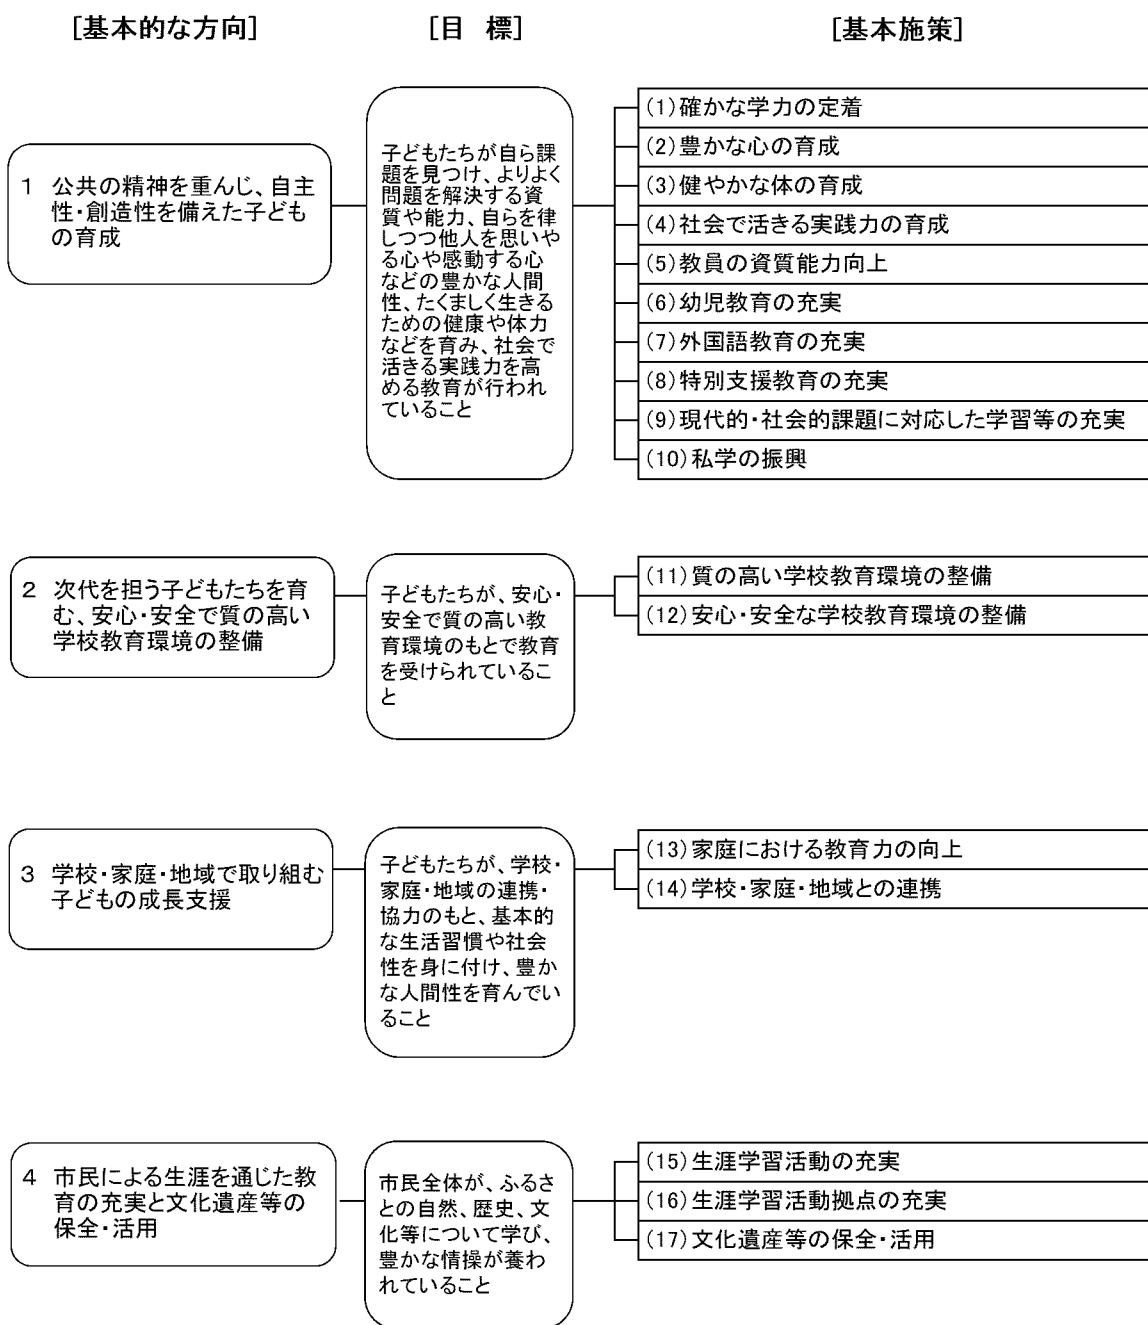 [基本的な方向] [目 標] [基本施策]
1 公共の精神を重んじ、自主
性・創造性を備えた子ども
の育成
子どもたちが自ら課
題を見つけ、よりよく
問題を解決する資
質や能力、自らを律
しつつ他人を思いや
る心や感動する心
などの豊かな人間
性、たくましく生きる
ための健康や体力
などを育み、社会で
活きる実践力を高
める教育が行われ
ていること
(1)確かな学力の定着
(2)豊かな心の育成
(3)健やかな体の育成
(4)社会で活きる実践力の育成
(5)教員の資質能力向上
(6)幼児教育の充実
(7)外国語教育の充実
(8)特別支援教育の充実
(9)現代的・社会的課題に対応した学習等の充実
(10)私学の振興
2 次代を担う子どもたちを育
む、安心・安全で質の高い
学校教育環境の整備
子どもたちが、安心・
安全で質の高い教
育環境のもとで教育
を受けられているこ
と
(11)質の高い学校教育環境の整備
(12)安心・安全な学校教育環境の整備
3 学校・家庭・地域で取り組む
子どもの成長支援
子どもたちが、学校・
家庭・地域の連携・
協力のもと、基本的
な生活習慣や社会
性を身に付け、豊か
な人間性を育んでい
ること
(13)家庭における教育力の向上
(14)学校・家庭・地域との連携
4 市民による生涯を通じた教
育の充実と文化遺産等の
保全・活用
市民全体が、ふるさ
との自然、歴史、文
化等について学び、
豊かな情操が養わ
れていること
(15)生涯学習活動の充実
(16)生涯学習活動拠点の充実
(17)文化遺産等の保全・活用